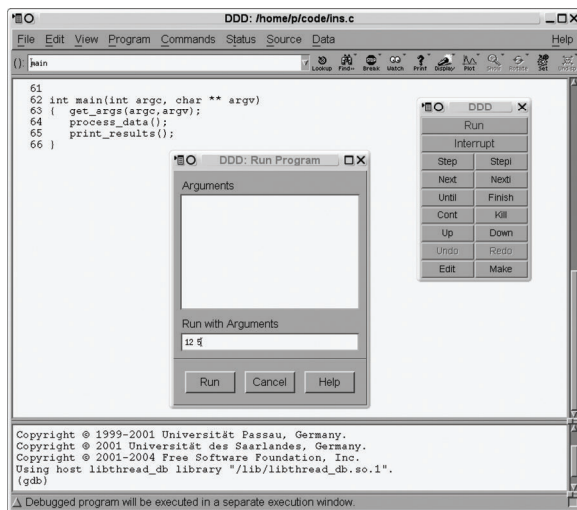 DDD: /home/p/code/ins.c
File Edit View Program Commands Status Source Data Help
(): main
Lookup Find» Break Watch Print Display Plot Show Rotate Set Undisp
61
62 int main(int argc, char ** argv)
63 { get_args(argc,argv);
64 process_data();
65 print_results();
66 }
DDD
Run
Interrupt
Step Stepi
Next Nexti
Until Finish
Cont Kill
Up Down
Undo Redo
Edit Make
DDD: Run Program
Arguments
Run with Arguments
12 5
Run Cancel Help
Copyright © 1999-2001 Universität Passau, Germany.
Copyright © 2001 Universität des Saarlandes, Germany.
Copyright © 2001-2004 Free Software Foundation, Inc.
Using host libthread_db library "/lib/libthread_db.so.1".
(gdb)
Debugged program will be executed in a separate execution window.